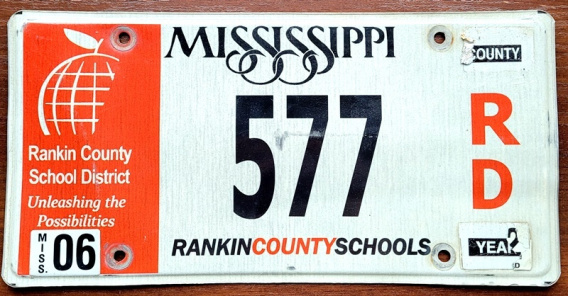 MISSISSIPPI
COUNTY
Rankin County
School District
Unleashing the
Possibilities
577
R
D
MISS.
06
RANKINCOUNTYSCHOOLS
YEAR